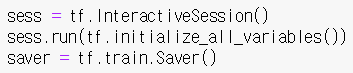 sess = tf.InteractiveSession()
sess.run(tf.initialize_all_variables())
saver = tf.train.Saver()